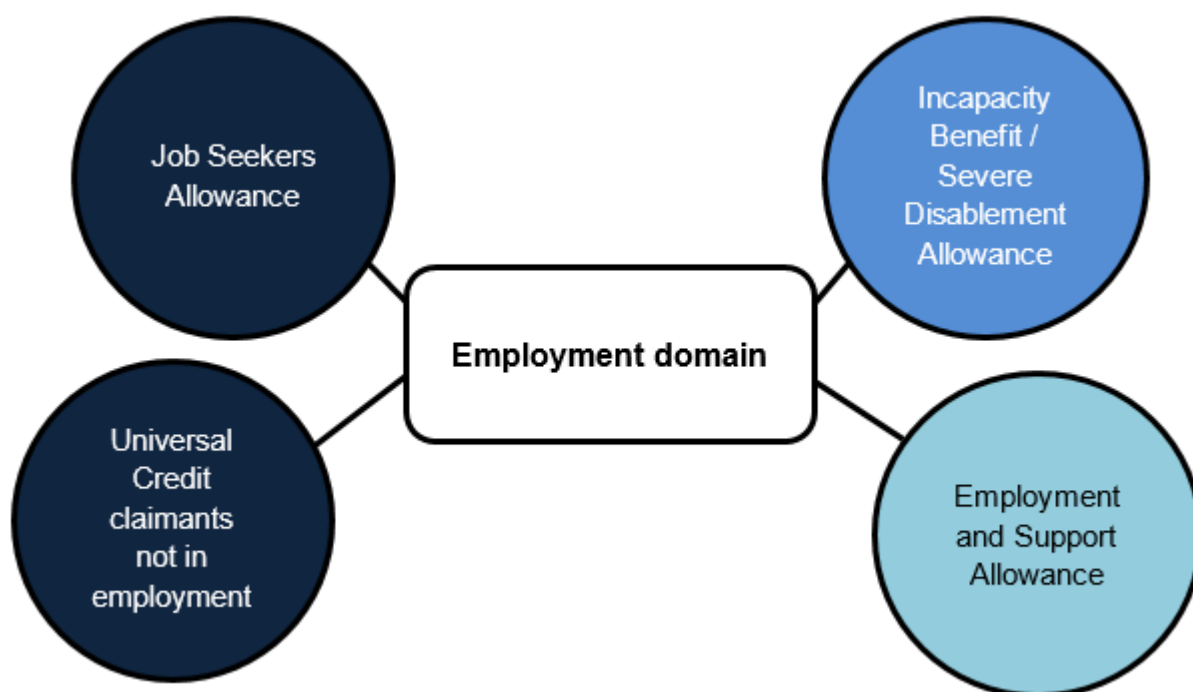 Job Seekers
Allowance
Incapacity
Benefit /
Severe
Disablement
Allowance
Employment domain
Universal
Credit
claimants
not in
employment
Employment
and Support
Allowance